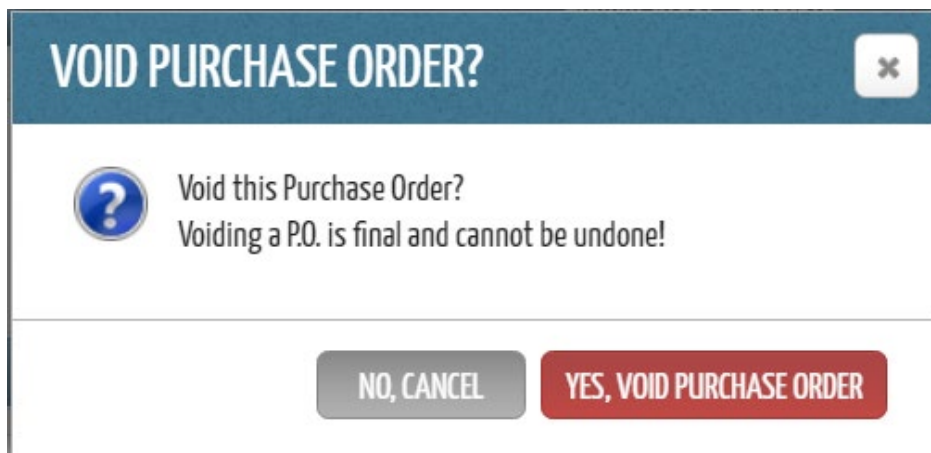 VOID PURCHASE ORDER?
Void this Purchase Order?
Voiding a P.O. is final and cannot be undone!
NO, CANCEL
YES, VOID PURCHASE ORDER